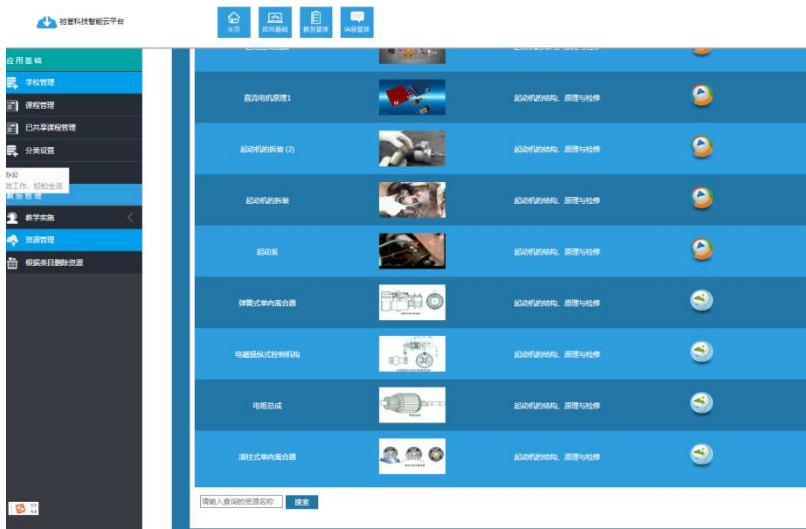 驰誉科技智能云平台
主页
应用基础
教务管理
消息管理
应用基础
学校管理
课程管理
已共享课程管理
分类设置
办公
效工作、轻松生活
教务管理
教学实施
资源管理
根据类目删除资源
直流电机原理1
起动机的结构、原理与检修
起动机的拆装 (2)
起动机的结构、原理与检修
起动机的拆装
起动机的结构、原理与检修
起动系
起动机的结构、原理与检修
弹簧式单向离合器
起动机的结构、原理与检修
电磁操纵式控制机构
起动机的结构、原理与检修
电枢总成
起动机的结构、原理与检修
滚柱式单向离合器
起动机的结构、原理与检修
请输入查询的资源名称
搜索